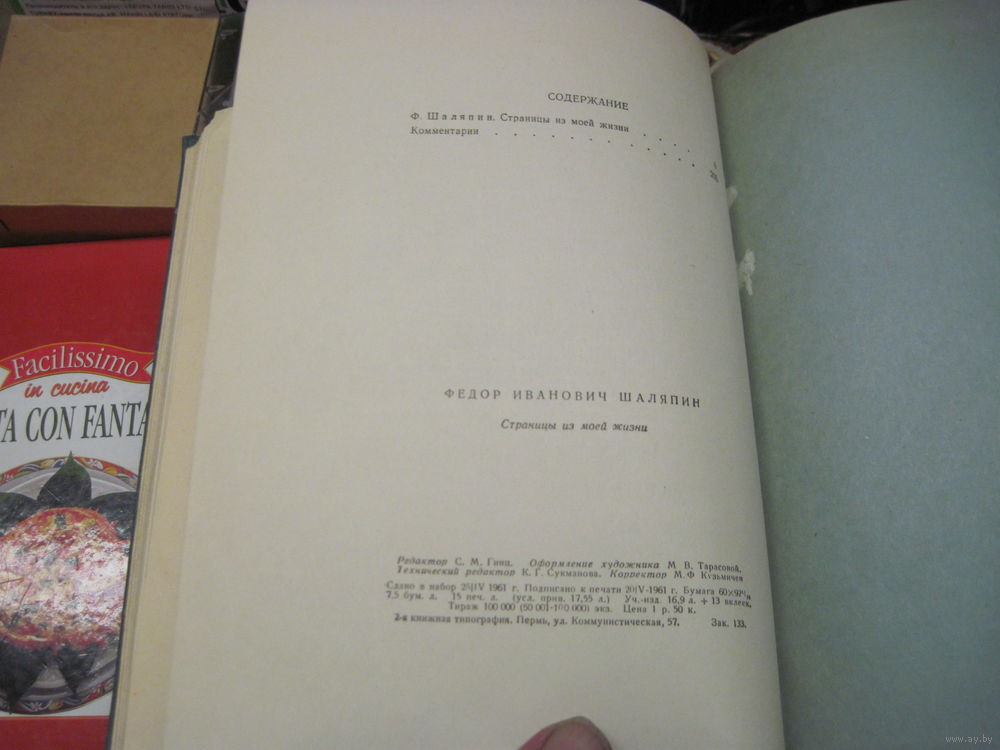 СОДЕРЖАНИЕ
Ф. Шаляпин. Страницы из моей жизни
Комментарии
ФЕДОР ИВАНОВИЧ ШАЛЯПИН
Страницы из моей жизни
Редактор С. М. Гинц. Оформление художника М. В. Тарасовой.
Технический редактор К. Г. Сукманова. Корректор М. Ф. Кузьмичев
Сдано в набор IV 1961 г. Подписано к печати V-1961 г. Бумага
7,5 бум. л. 15 печ. л. (усл. прив. 17,55 л.) Уч.-изд. 16,9 л. + 13 вклеек,
Тираж 100 000 (50 001-100 000) экз. Цена 1 р. 50 к.
2-я книжная типография. Пермь, ул. Коммунистическая, 57. Зак. 133.
Facilissimo
in cucina
TA CON FANTA
www.ay.by